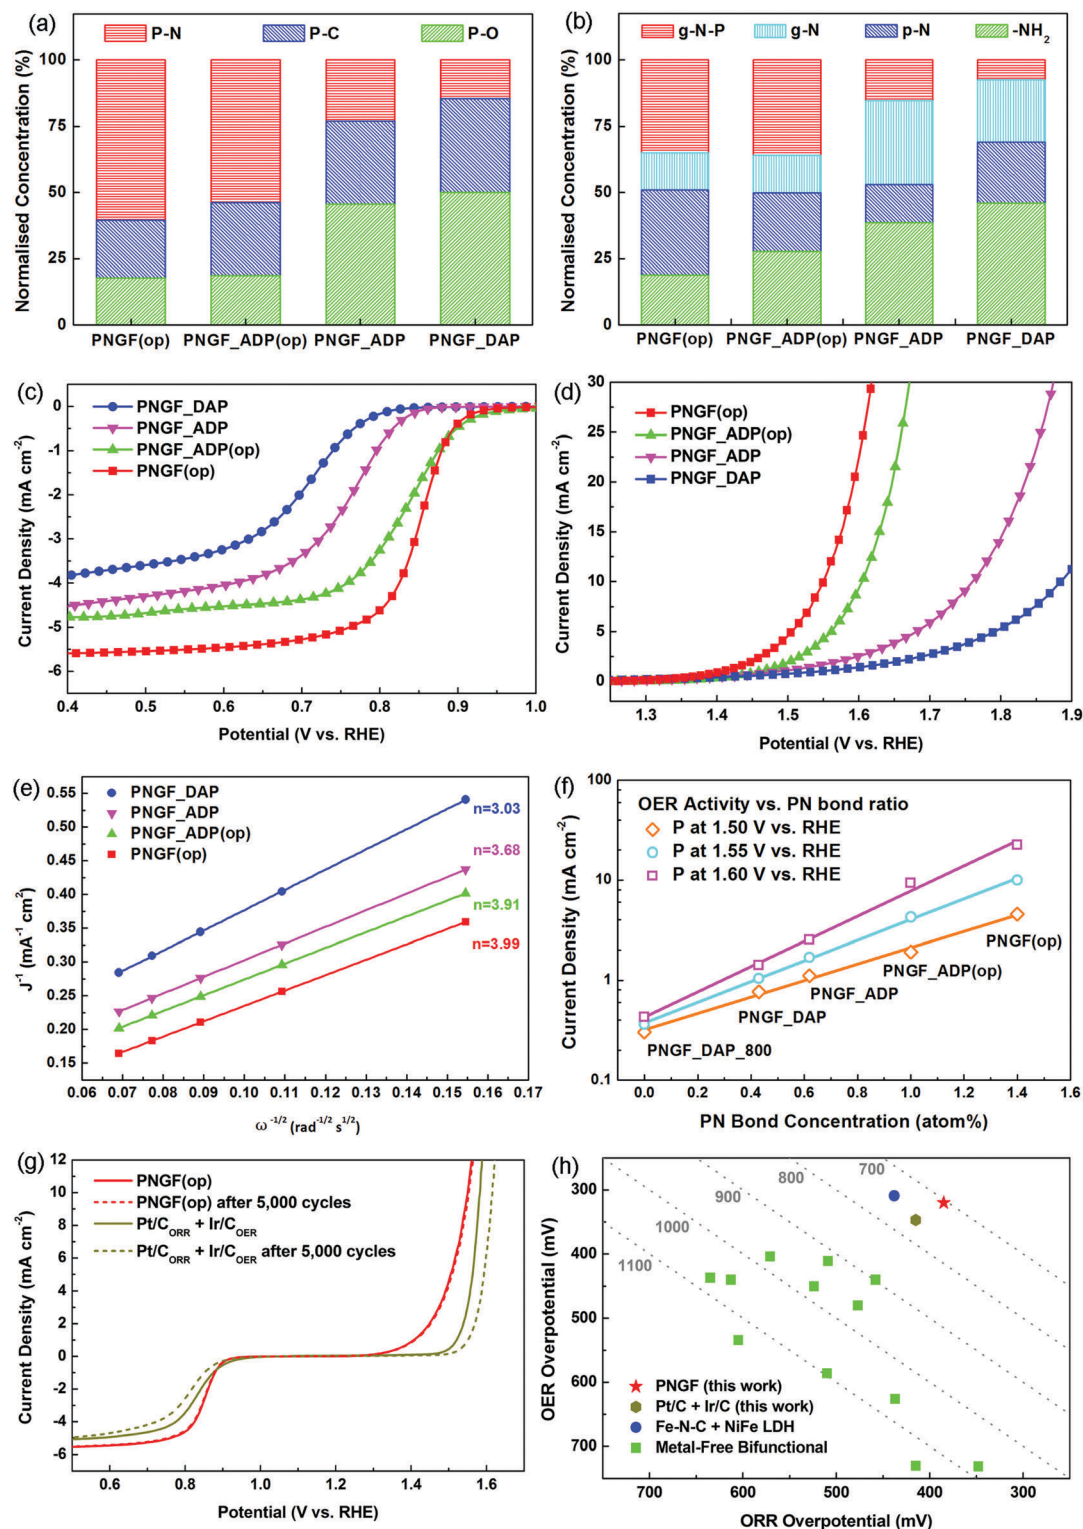 (a)
P-N P-C P-O
Normalised Concentration (%)
100
75
50
25
0
PNGF(op) PNGF_ADP(op) PNGF_ADP PNGF_DAP
(b)
g-N-P g-N p-N -NH2
Normalised Concentration (%)
100
75
50
25
0
PNGF(op) PNGF_ADP(op) PNGF_ADP PNGF_DAP
(c)
PNGF_DAP
PNGF_ADP
PNGF_ADP(op)
PNGF(op)
Current Density (mA cm-2)
0
-1
-2
-3
-4
-5
-6
0.4 0.5 0.6 0.7 0.8 0.9 1.0
Potential (V vs. RHE)
(d)
PNGF(op)
PNGF_ADP(op)
PNGF_ADP
PNGF_DAP
Current Density (mA cm-2)
30
25
20
15
10
5
0
1.3 1.4 1.5 1.6 1.7 1.8 1.9
Potential (V vs. RHE)
(e)
PNGF_DAP
PNGF_ADP
PNGF_ADP(op)
PNGF(op)
n=3.03
n=3.68
n=3.91
n=3.99
J-1 (mA-1 cm2)
0.55
0.50
0.45
0.40
0.35
0.30
0.25
0.20
0.15
0.06 0.07 0.08 0.09 0.10 0.11 0.12 0.13 0.14 0.15 0.16 0.17
ω-1/2 (rad-1/2 s1/2)
(f)
OER Activity vs. PN bond ratio
P at 1.50 V vs. RHE
P at 1.55 V vs. RHE
P at 1.60 V vs. RHE
PNGF(op)
PNGF_ADP(op)
PNGF_ADP
PNGF_DAP
PNGF_DAP_800
Current Density (mA cm-2)
100
10
1
0.1
0.0 0.2 0.4 0.6 0.8 1.0 1.2 1.4 1.6
PN Bond Concentration (atom%)
(g)
PNGF(op)
PNGF(op) after 5,000 cycles
Pt/CORR + Ir/COER
Pt/CORR + Ir/COER after 5,000 cycles
Current Density (mA cm-2)
12
10
8
6
4
2
0
-2
-4
-6
0.6 0.8 1.0 1.2 1.4 1.6
Potential (V vs. RHE)
(h)
700
800
900
1000
1100
PNGF (this work)
Pt/C + Ir/C (this work)
Fe-N-C + NiFe LDH
Metal-Free Bifunctional
OER Overpotential (mV)
300
400
500
600
700
700 600 500 400 300
ORR Overpotential (mV)